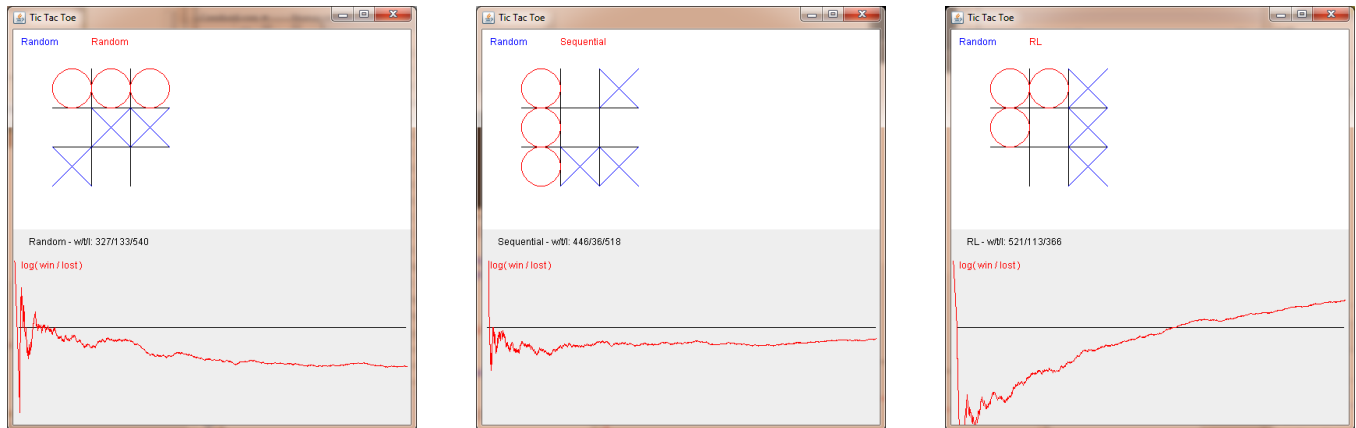 Tic Tac Toe
Random Random
Random - w/t/l: 327/133/540
log( win / lost )
Tic Tac Toe
Random Sequential
Sequential - w/t/l: 446/36/518
log( win / lost )
Tic Tac Toe
Random RL
RL - w/t/l: 521/113/366
log( win / lost )